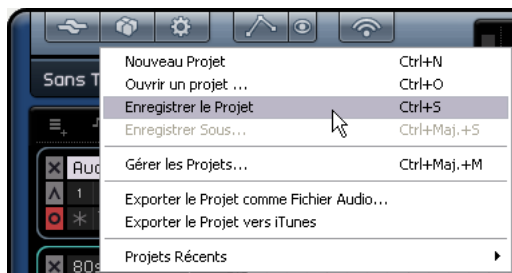 Nouveau Projet Ctrl+N
Sans T
Ouvrir un projet ... Ctrl+O
Enregistrer le Projet Ctrl+S
Enregistrer Sous... Ctrl+Maj.+S
Aud
Gérer les Projets... Ctrl+Maj.+M
1
Exporter le Projet comme Fichier Audio...
Exporter le Projet vers iTunes
Projets Récents
80s